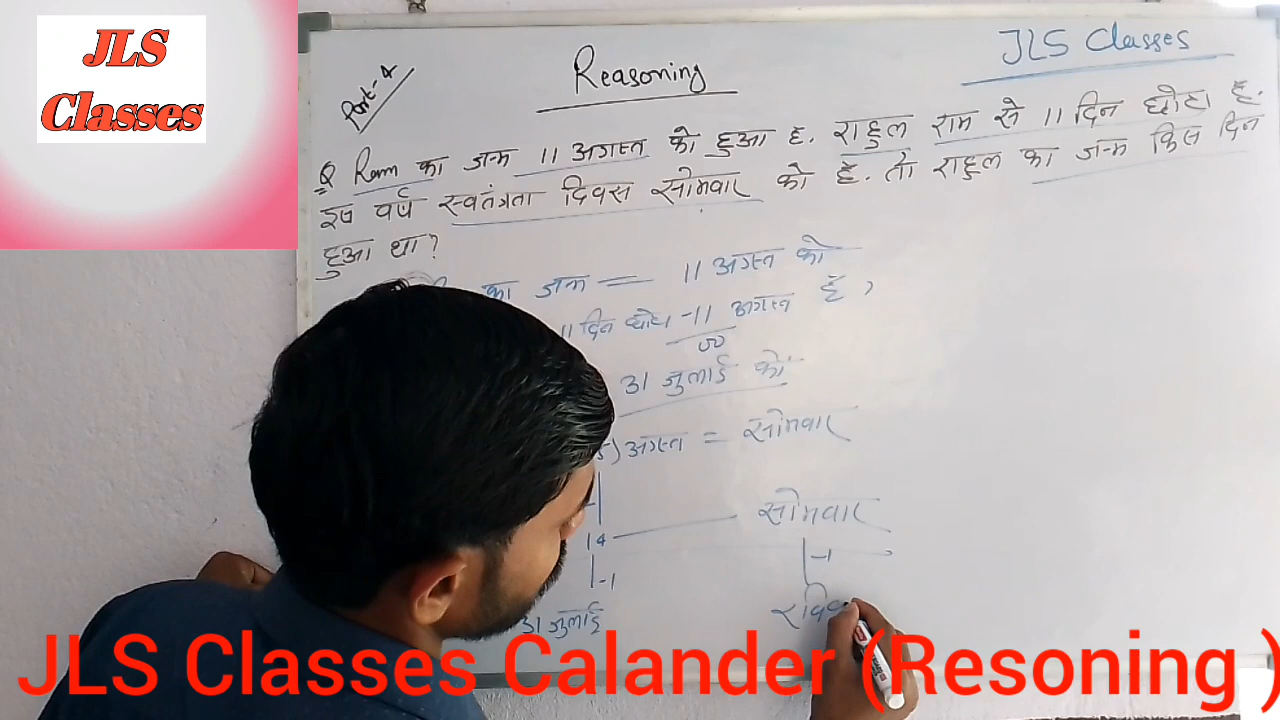 JLS
Classes
Part-4
Reasoning
JLS Classes
Q Ram का जन्म 11 अगस्त को हुआ है. राहुल राम से 11 दिन छोटा है.
इस वर्ष स्वतंत्रता दिवस सोमवार को है. तो राहुल का जन्म किस दिन
हुआ था?
का जन्म = 11 अगस्त को
11 दिन छोटा -11 अगस्त है,
31 जुलाई को
5) अगस्त = सोमवार
14 सोमवार
-1 -1
31 जुलाई
JLS Classes Calander (Resoning )